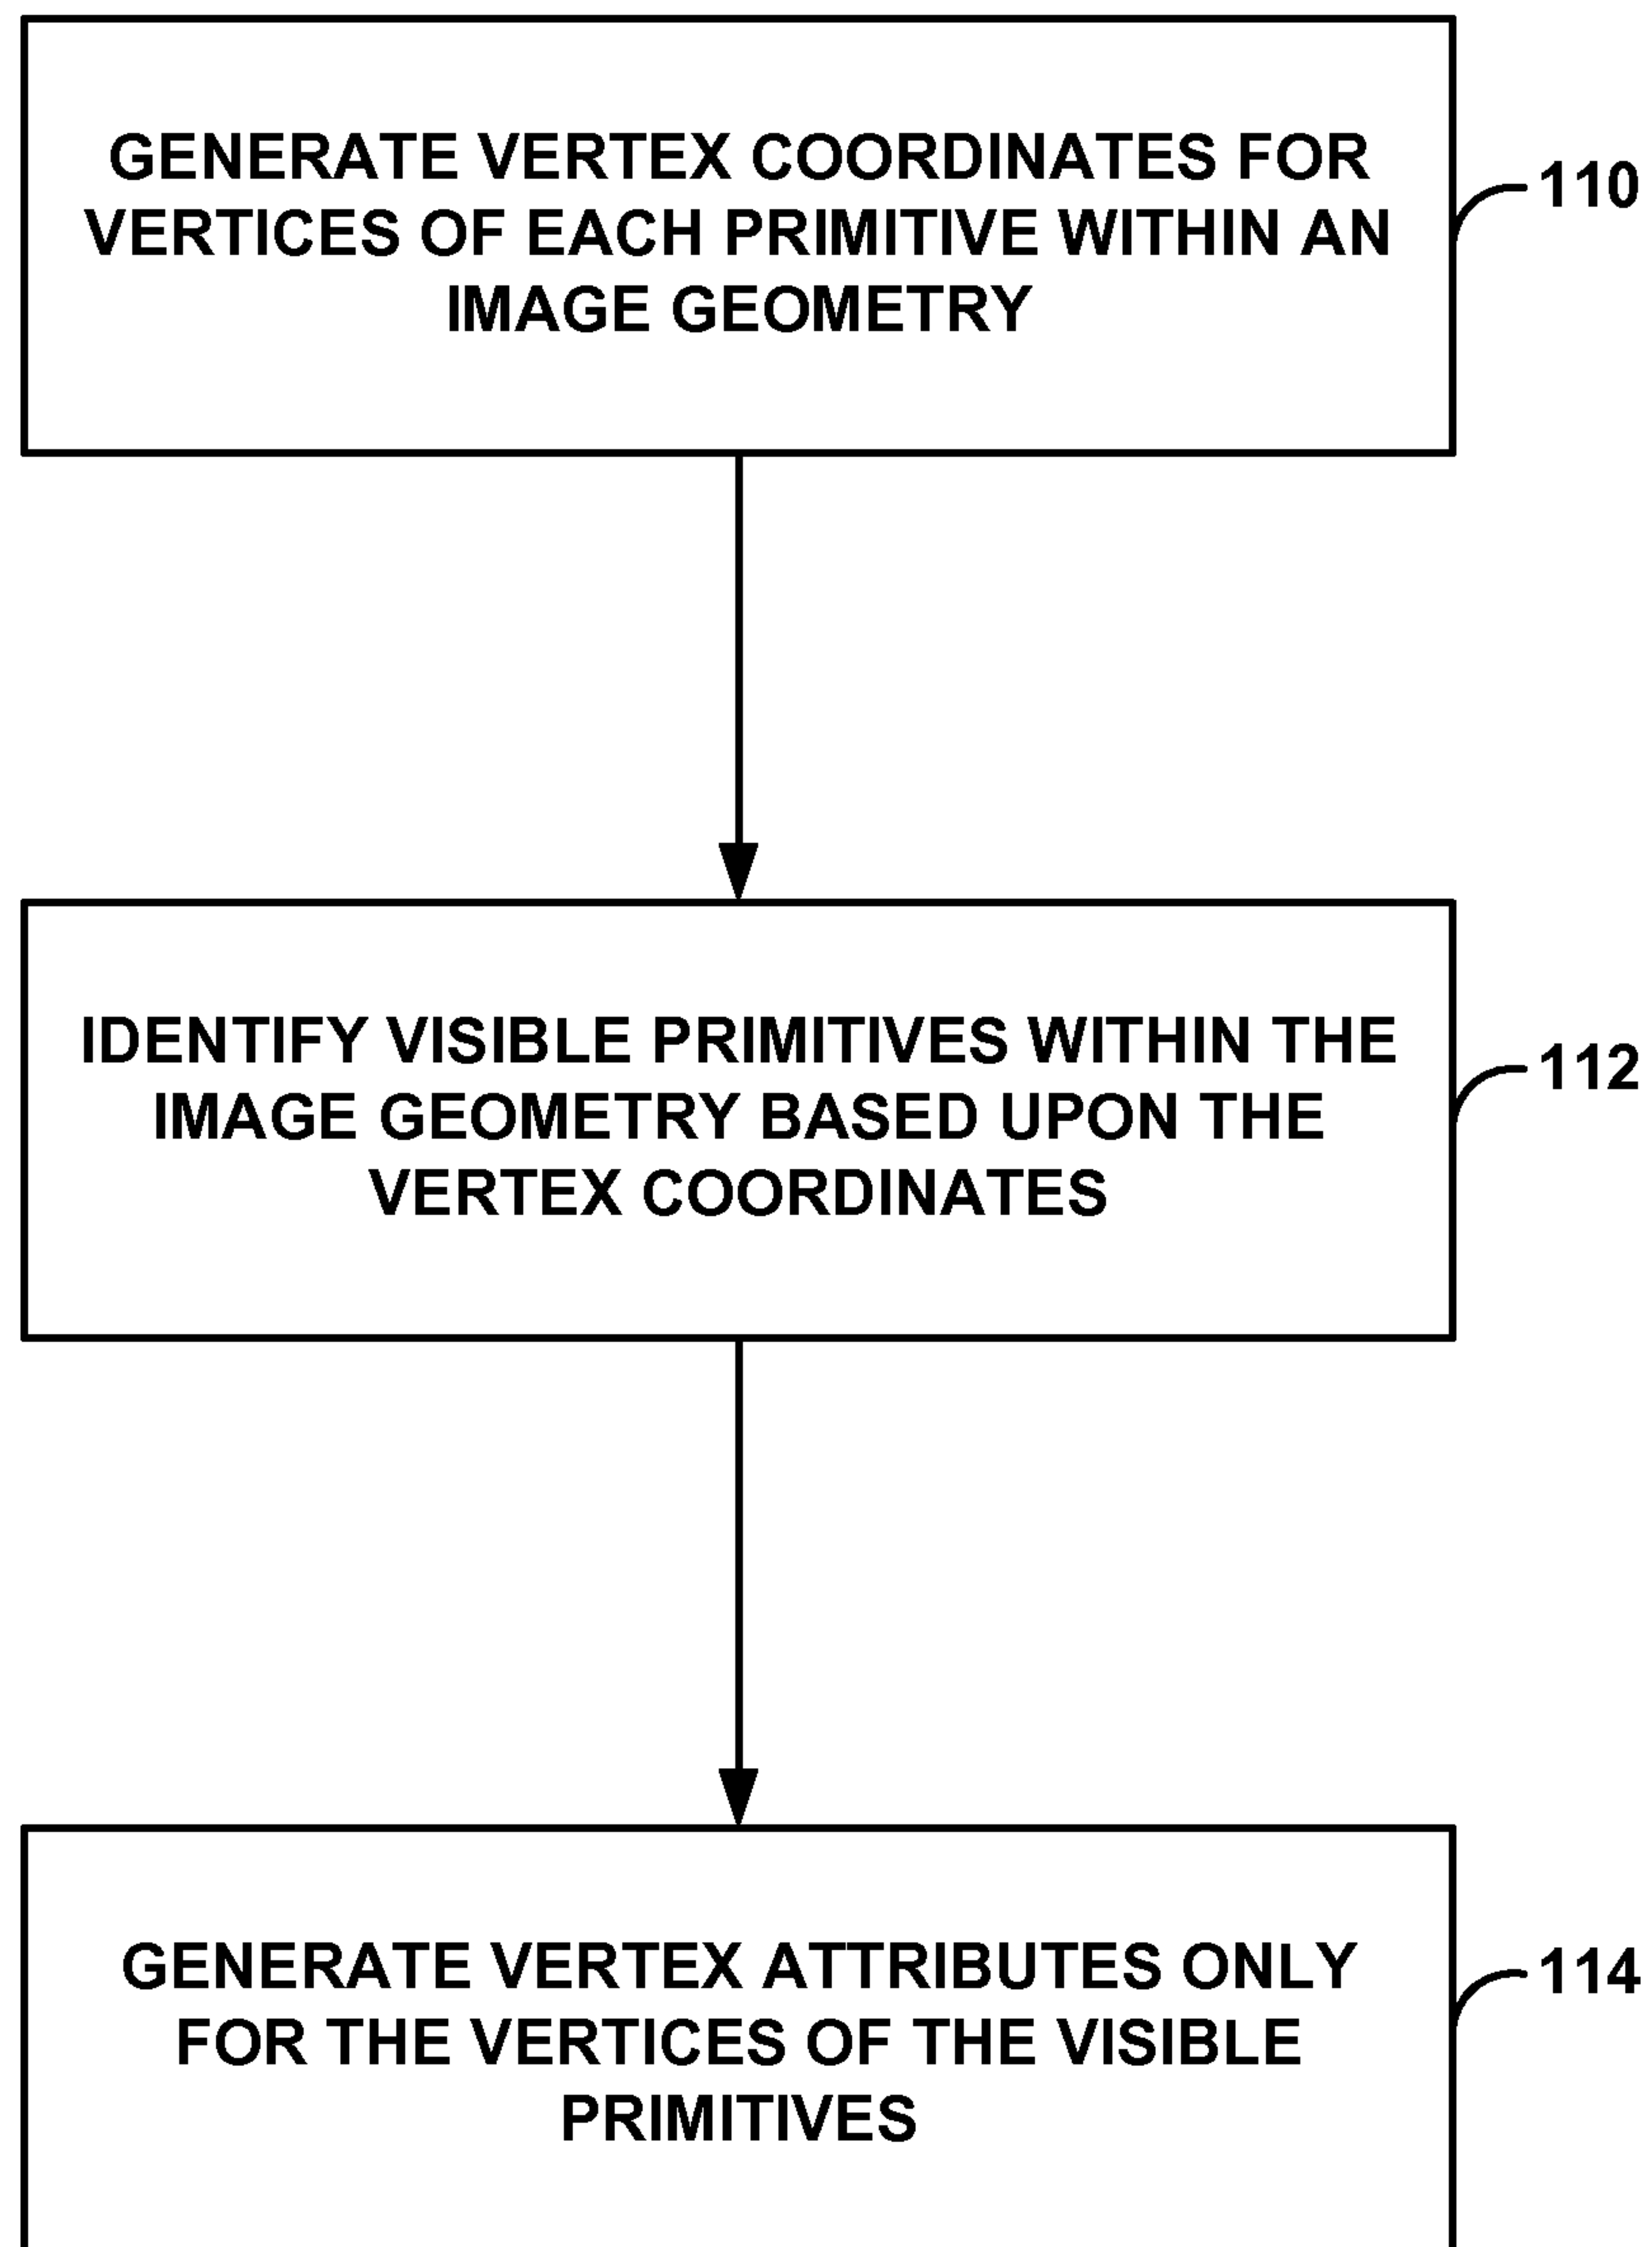 GENERATE VERTEX COORDINATES FOR
VERTICES OF EACH PRIMITIVE WITHIN AN
IMAGE GEOMETRY
110
IDENTIFY VISIBLE PRIMITIVES WITHIN THE
IMAGE GEOMETRY BASED UPON THE
VERTEX COORDINATES
112
GENERATE VERTEX ATTRIBUTES ONLY
FOR THE VERTICES OF THE VISIBLE
PRIMITIVES
114